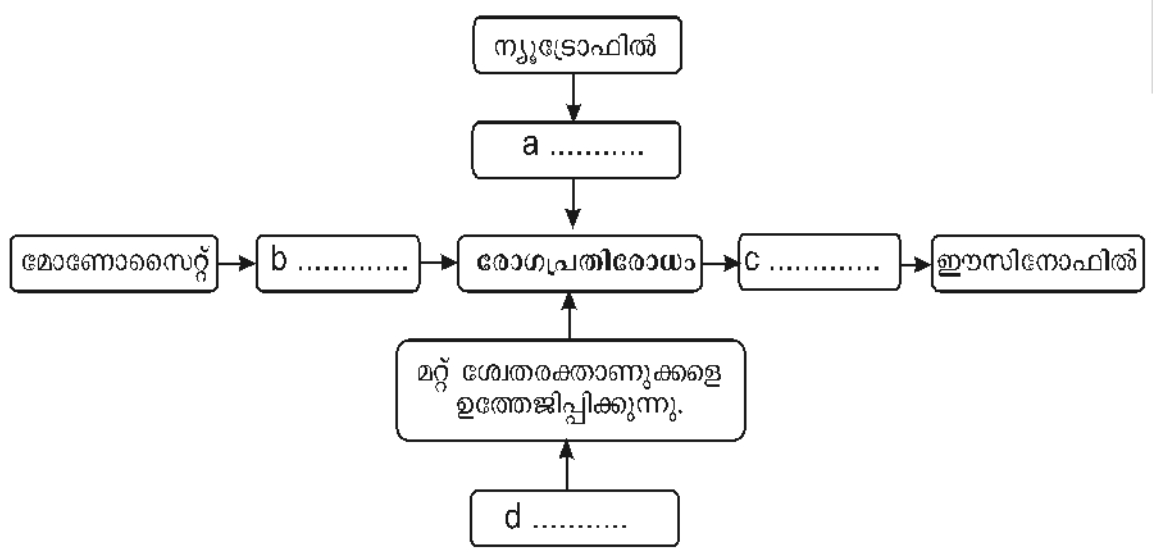 ന്യൂട്രോഫിൽ
a ...........
മോണോസൈറ്റ്
b .............
രോഗപ്രതിരോധം
c .............
ഈസിനോഫിൽ
മറ്റ് ശ്വേതരക്താണുക്കളെ
ഉത്തേജിപ്പിക്കുന്നു.
d ...........